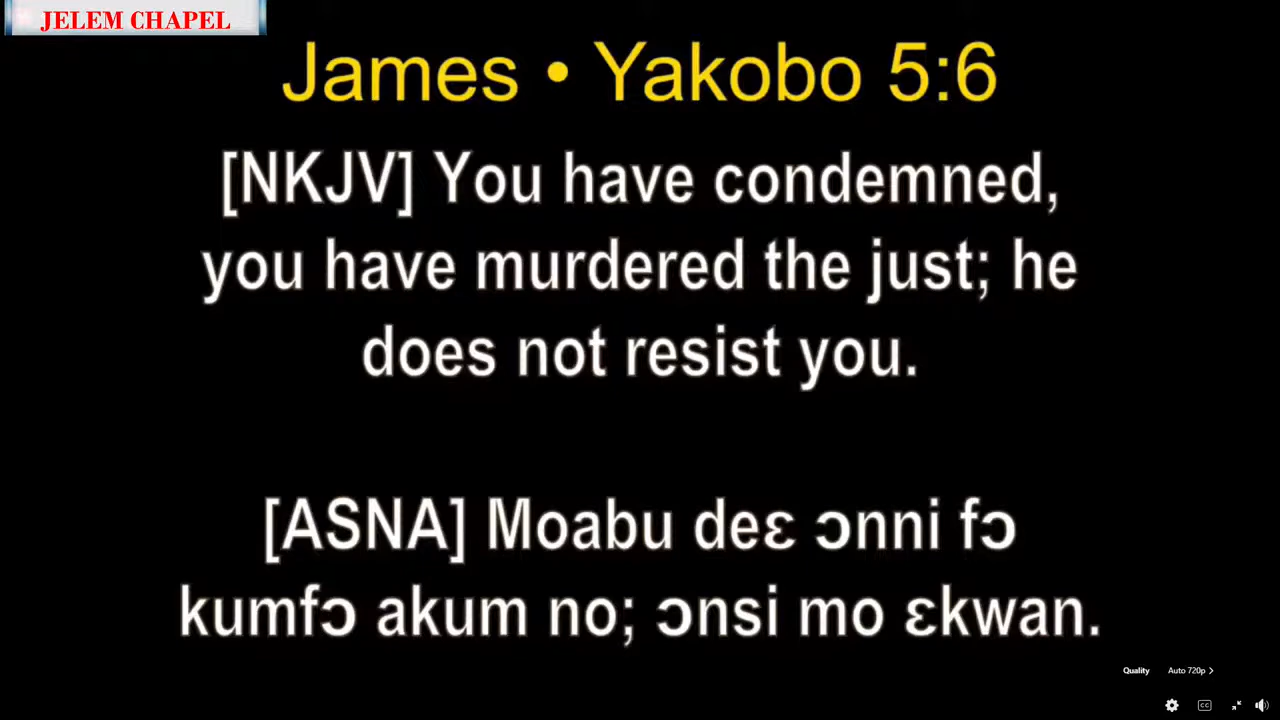 JELEM CHAPEL
James • Yakobo 5:6
[NKJV] You have condemned,
you have murdered the just; he
does not resist you.
[ASNA] Moabu deɛ ɔnni fɔ
kumfɔ akum no; ɔnsi mo ɛkwan.
Quality Auto 720p
CC